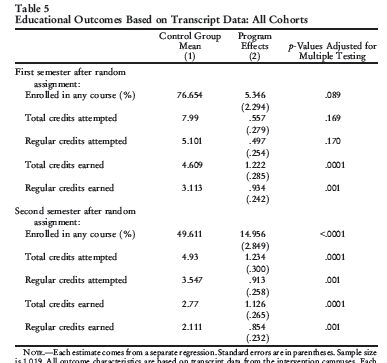 Table 5
Educational Outcomes Based on Transcript Data: All Cohorts
Control Group Program
Mean Effects p-Values Adjusted for
(1) (2) Multiple Testing
First semester after random
assignment:
Enrolled in any course (%) 76.654 5.346 .089
(2.294)
Total credits attempted 7.99 .557 .169
(.279)
Regular credits attempted 5.101 .497 .170
(.254)
Total credits earned 4.609 1.222 .0001
(.285)
Regular credits earned 3.113 .934 .001
(.242)
Second semester after random
assignment:
Enrolled in any course (%) 49.611 14.956 <.0001
(2.849)
Total credits attempted 4.93 1.234 .0001
(.300)
Regular credits attempted 3.547 .913 .001
(.258)
Total credits earned 2.77 1.126 .0001
(.265)
Regular credits earned 2.111 .854 .001
(.232)
NOTE.—Each estimate comes from a separate regression. Standard errors are in parentheses. Sample size
is 1,019. All outcome characteristics are based on transcript data from the intervention campuses. Each